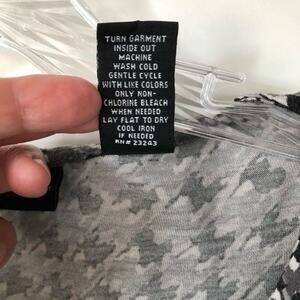 TURN GARMENT
INSIDE OUT
MACHINE
WASH COLD
GENTLE CYCLE
WITH LIKE COLORS
ONLY NON-
CHLORINE BLEACH
WHEN NEEDED
LAY FLAT TO DRY
COOL IRON
IF NEEDED
RN# 23243